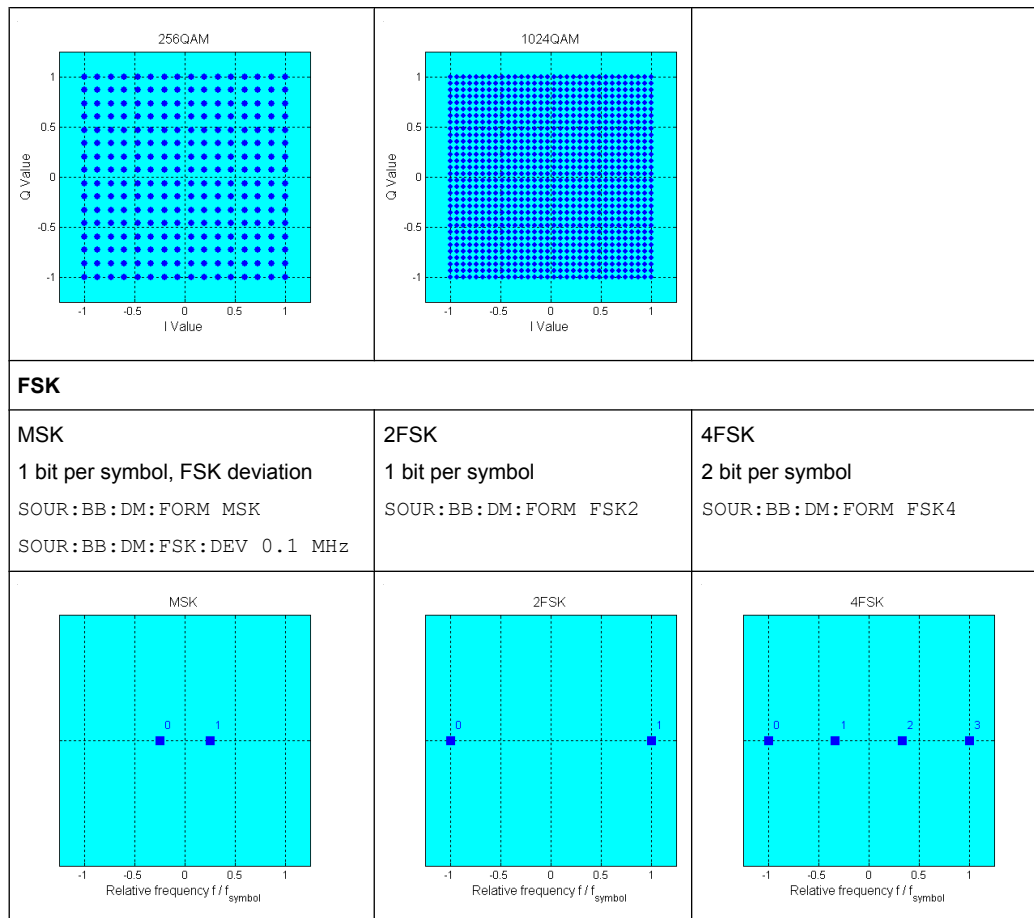 256QAM
1
0.5
0
-0.5
-1
Q Value
-1 -0.5 0 0.5 1
I Value
1024QAM
1
0.5
0
-0.5
-1
Q Value
-1 -0.5 0 0.5 1
I Value
FSK
MSK
1 bit per symbol, FSK deviation
SOUR:BB:DM:FORM MSK
SOUR:BB:DM:FSK:DEV 0.1 MHz
2FSK
1 bit per symbol
SOUR:BB:DM:FORM FSK2
4FSK
2 bit per symbol
SOUR:BB:DM:FORM FSK4
MSK
0 1
-1 -0.5 0 0.5 1
Relative frequency f / f symbol
2FSK
0 1
-1 -0.5 0 0.5 1
Relative frequency f / f symbol
4FSK
0 1 2 3
-1 -0.5 0 0.5 1
Relative frequency f / f symbol